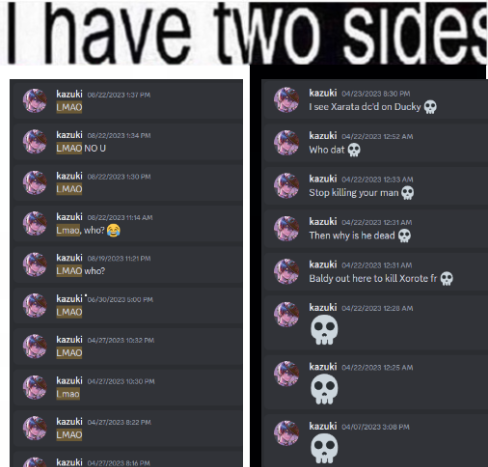 I have two sides
kazuki 08/22/2023 1:37 PM
LMAO
kazuki 08/22/2023 1:34 PM
LMAO NO U
kazuki 08/22/2023 1:30 PM
LMAO
kazuki 08/22/2023 11:14 AM
Lmao, who? 😂
kazuki 08/19/2023 11:21 PM
LMAO who?
kazuki 06/30/2023 5:00 PM
LMAO
kazuki 04/27/2023 10:32 PM
LMAO
kazuki 04/27/2023 10:30 PM
Lmao
kazuki 04/27/2023 8:22 PM
LMAO
kazuki 04/27/2023 8:16 PM
kazuki 04/23/2023 8:30 PM
I see Xarata dc'd on Ducky 💀
kazuki 04/22/2023 12:52 AM
Who dat 💀
kazuki 04/22/2023 12:33 AM
Stop killing your man 💀
kazuki 04/22/2023 12:31 AM
Then why is he dead 💀
kazuki 04/22/2023 12:31 AM
Baldy out here to kill Xorote fr 💀
kazuki 04/22/2023 12:28 AM
💀
kazuki 04/22/2023 12:25 AM
💀
kazuki 04/07/2023 3:08 PM
💀